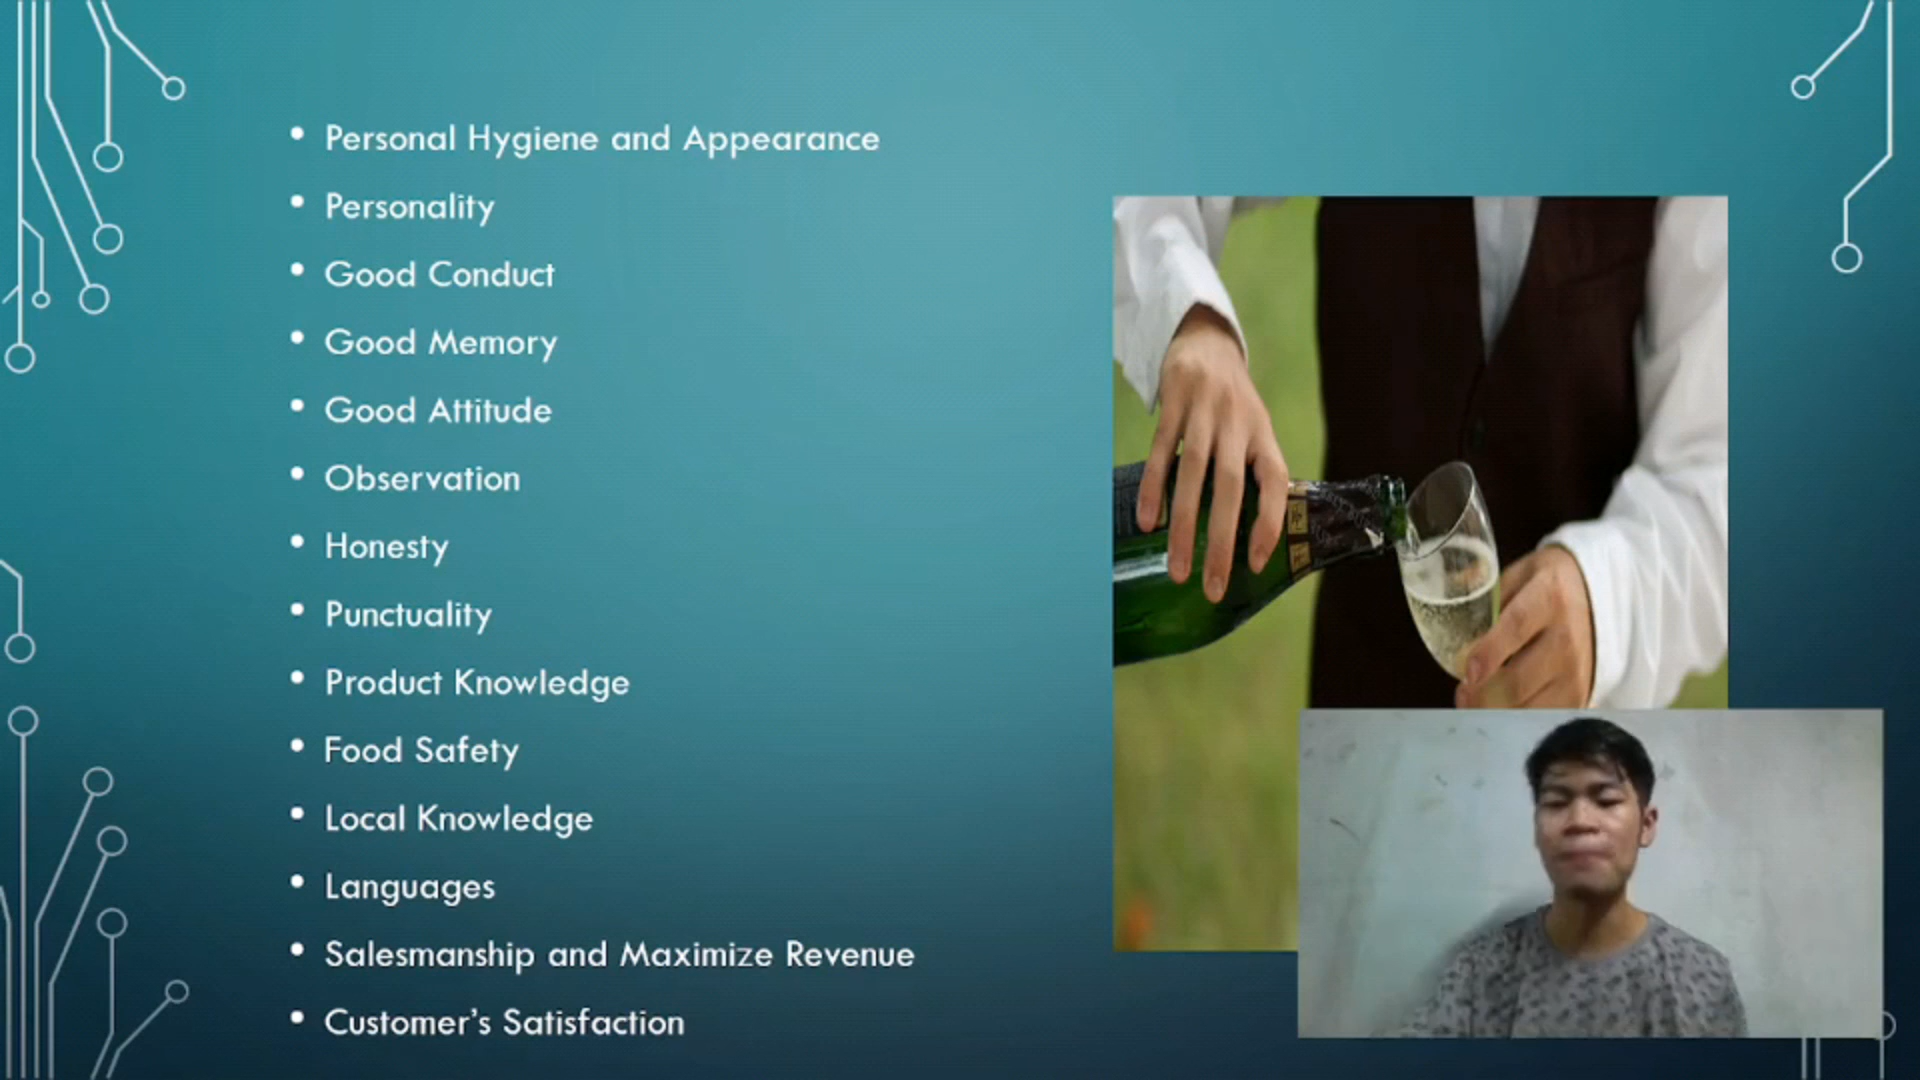 • Personal Hygiene and Appearance
• Personality
• Good Conduct
• Good Memory
• Good Attitude
• Observation
• Honesty
• Punctuality
• Product Knowledge
• Food Safety
• Local Knowledge
• Languages
• Salesmanship and Maximize Revenue
• Customer’s Satisfaction